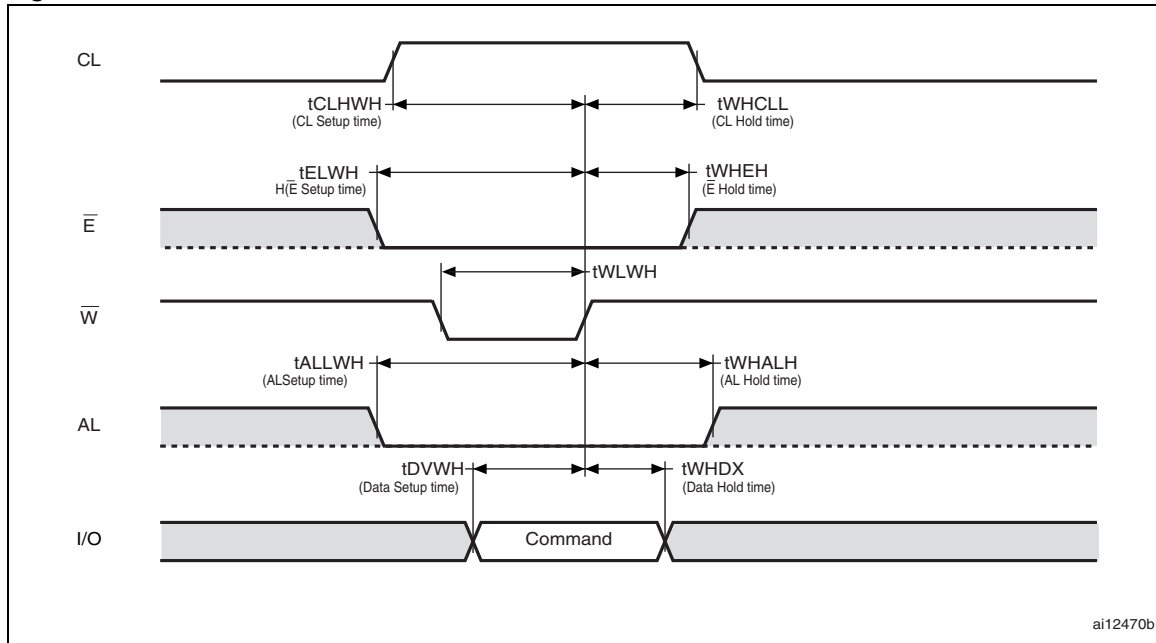 CL
tCLHWH
(CL Setup time)
tWHCLL
(CL Hold time)
tELWH
H(E̅ Setup time)
tWHEH
(E̅ Hold time)
E̅
tWLWH
W̅
tALLWH
(ALSetup time)
tWHALH
(AL Hold time)
AL
tDVWH
(Data Setup time)
tWHDX
(Data Hold time)
I/O
Command
ai12470b